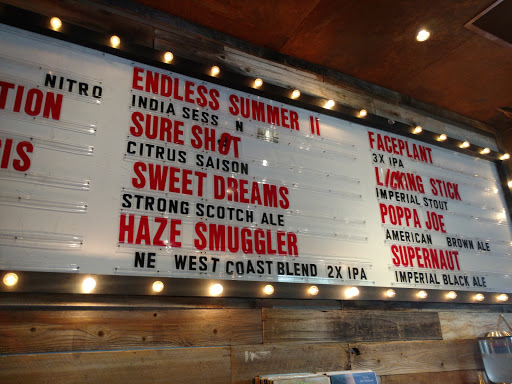 NITRO
TION
IS
ENDLESS SUMMER II
INDIA SESS N
SURE SHOT
CITRUS SAISON
SWEET DREAMS
STRONG SCOTCH ALE
HAZE SMUGGLER
NE WEST COAST BLEND 2X IPA
FACEPLANT
3X IPA
L/CKING STICK
IMPERIAL STOUT
POPPA JOE
AMERICAN BROWN ALE
SUPERNAUT
IMPERIAL BLACK ALE